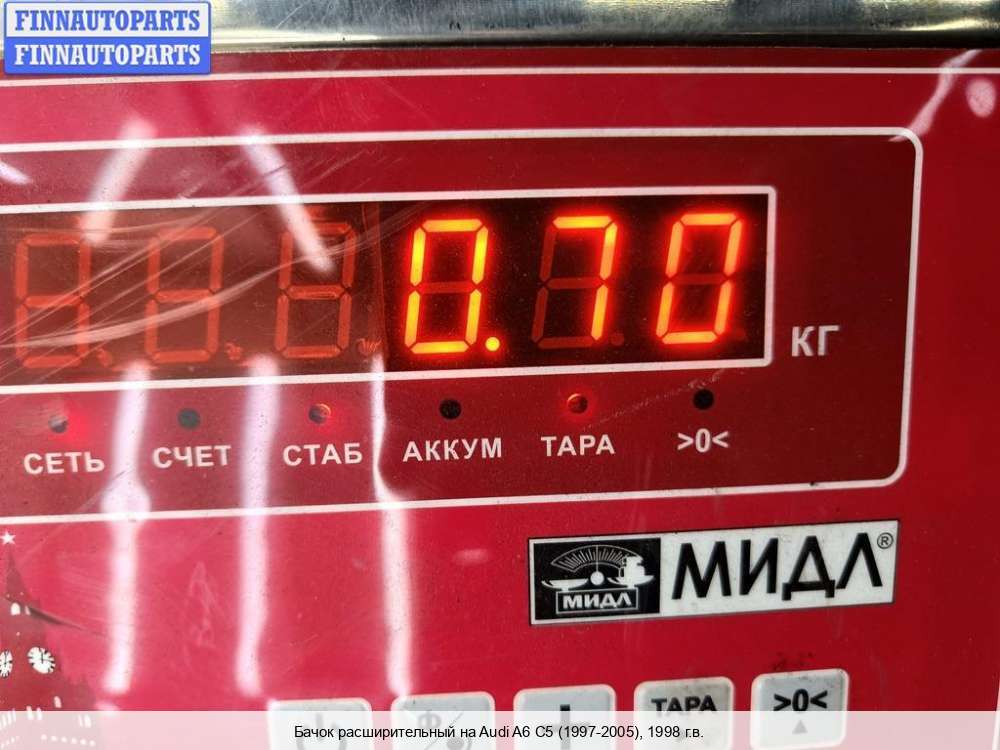 FINNAUTOPARTS
FINNAUTOPARTS
0.70
КГ
СЕТЬ СЧЕТ СТАБ АККУМ ТАРА >0<
МИДЛ МИДЛ®
ТАРА >0<
Бачок расширительный на Audi A6 C5 (1997-2005), 1998 г.в.